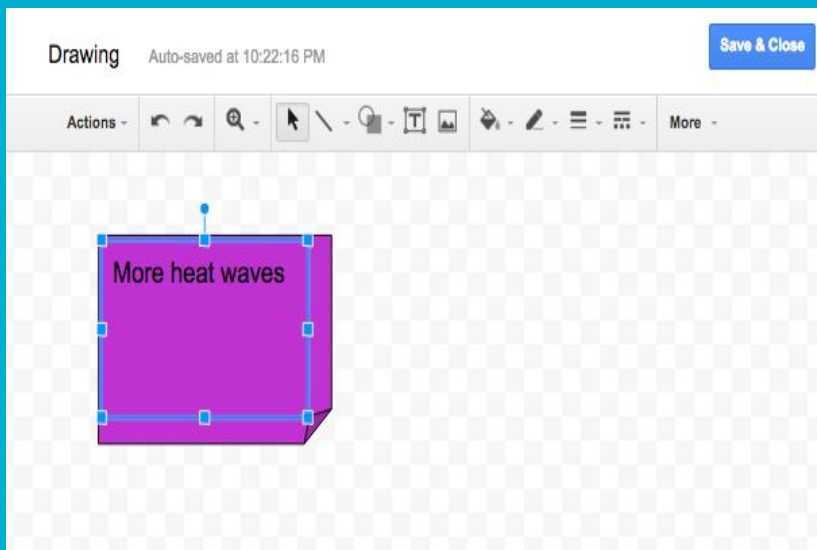 Drawing Auto-saved at 10:22:16 PM Save & Close
Actions More
More heat waves